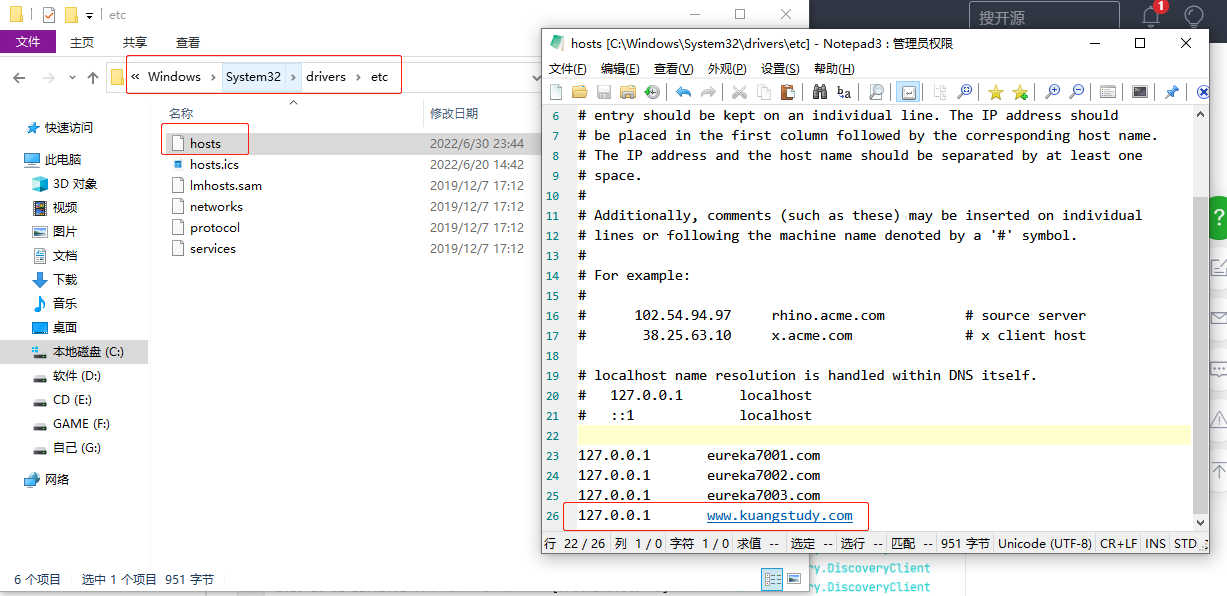 etc
文件
主页
共享
查看
« Windows › System32 › drivers › etc
名称
修改日期
快速访问
此电脑
3D 对象
视频
图片
文档
下载
音乐
桌面
本地磁盘 (C:)
软件 (D:)
CD (E:)
GAME (F:)
自己 (G:)
网络
hosts 2022/6/30 23:44
hosts.ics 2022/6/20 14:42
lmhosts.sam 2019/12/7 17:12
networks 2019/12/7 17:12
protocol 2019/12/7 17:12
services 2019/12/7 17:12
6 个项目 选中 1 个项目 951 字节
搜开源
1
hosts [C:\Windows\System32\drivers\etc] - Notepad3 : 管理员权限
文件(F) 编辑(E) 查看(V) 外观(P) 设置(S) 帮助(H)
6 # entry should be kept on an individual line. The IP address should
7 # be placed in the first column followed by the corresponding host name.
8 # The IP address and the host name should be separated by at least one
9 # space.
10 #
11 # Additionally, comments (such as these) may be inserted on individual
12 # lines or following the machine name denoted by a '#' symbol.
13 #
14 # For example:
15 #
16 # 102.54.94.97 rhino.acme.com # source server
17 # 38.25.63.10 x.acme.com # x client host
18
19 # localhost name resolution is handled within DNS itself.
20 # 127.0.0.1 localhost
21 # ::1 localhost
22
23 127.0.0.1 eureka7001.com
24 127.0.0.1 eureka7002.com
25 127.0.0.1 eureka7003.com
26 127.0.0.1 www.kuangstudy.com
行 22 / 26 列 1 / 0 字符 1 / 0 求值 -- 选定 -- 选行 -- 匹配 -- 951 字节 Unicode (UTF-8) CR+LF INS STD
?
y.DiscoveryClient
ry.DiscoveryClient